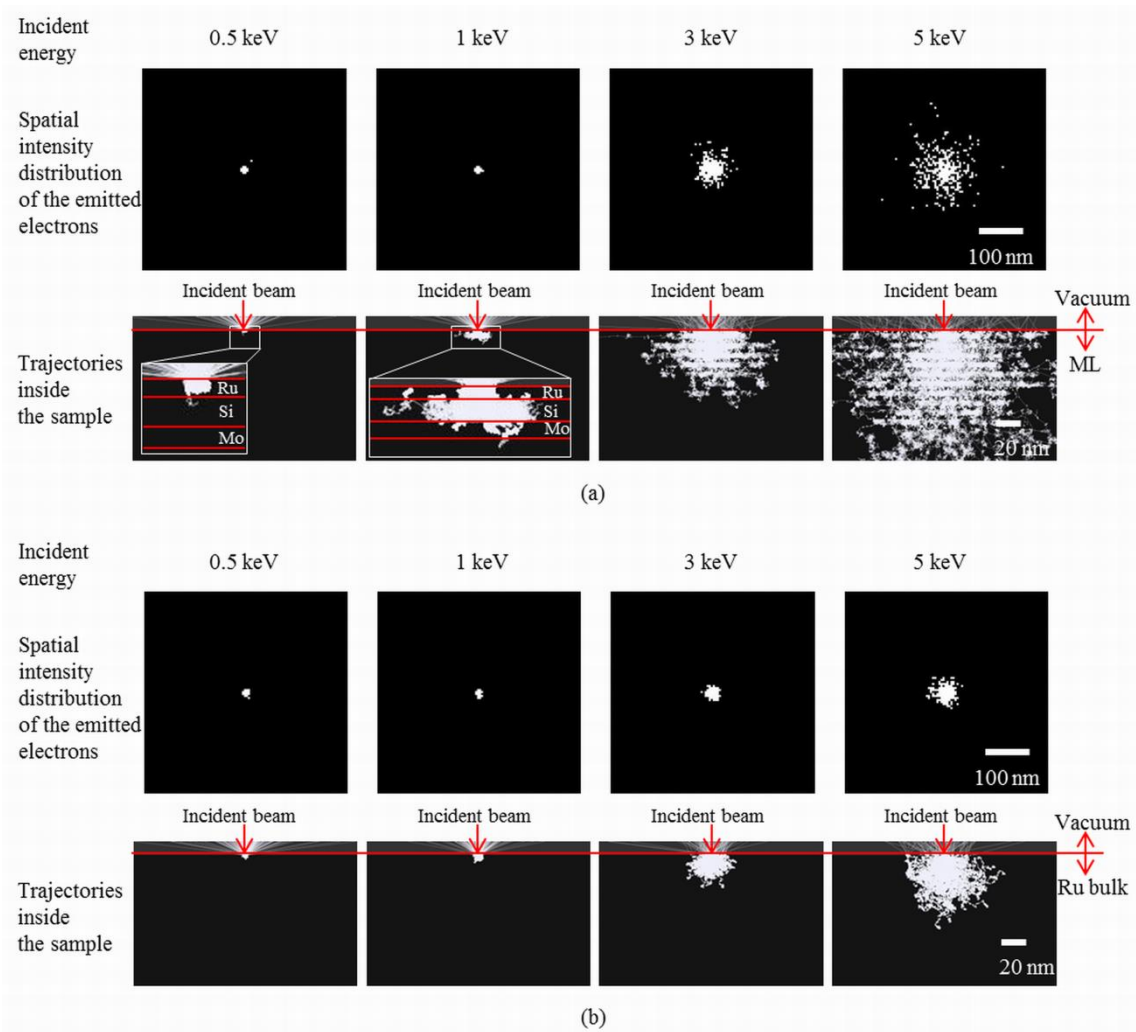 Incident
energy
0.5 keV
1 keV
3 keV
5 keV
Spatial
intensity
distribution
of the emitted
electrons
100 nm
Incident beam
Incident beam
Incident beam
Incident beam
Vacuum
ML
Trajectories
inside
the sample
Ru
Si
Mo
Ru
Si
Mo
20 nm
(a)
Incident
energy
0.5 keV
1 keV
3 keV
5 keV
Spatial
intensity
distribution
of the emitted
electrons
100 nm
Incident beam
Incident beam
Incident beam
Incident beam
Vacuum
Ru bulk
Trajectories
inside
the sample
20 nm
(b)